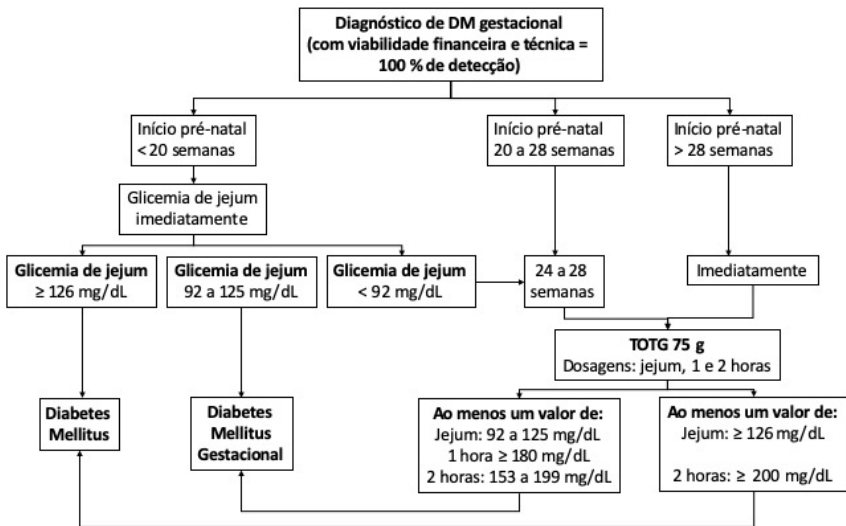 Diagnóstico de DM gestacional
(com viabilidade financeira e técnica =
100 % de detecção)
Início pré-natal
< 20 semanas
Início pré-natal
20 a 28 semanas
Início pré-natal
> 28 semanas
Glicemia de jejum
imediatamente
Glicemia de jejum
≥ 126 mg/dL
Glicemia de jejum
92 a 125 mg/dL
Glicemia de jejum
< 92 mg/dL
24 a 28
semanas
Imediatamente
TOTG 75 g
Dosagens: jejum, 1 e 2 horas
Diabetes
Mellitus
Diabetes
Mellitus
Gestacional
Ao menos um valor de:
Jejum: 92 a 125 mg/dL
1 hora ≥ 180 mg/dL
2 horas: 153 a 199 mg/dL
Ao menos um valor de:
Jejum: ≥ 126 mg/dL
2 horas: ≥ 200 mg/dL